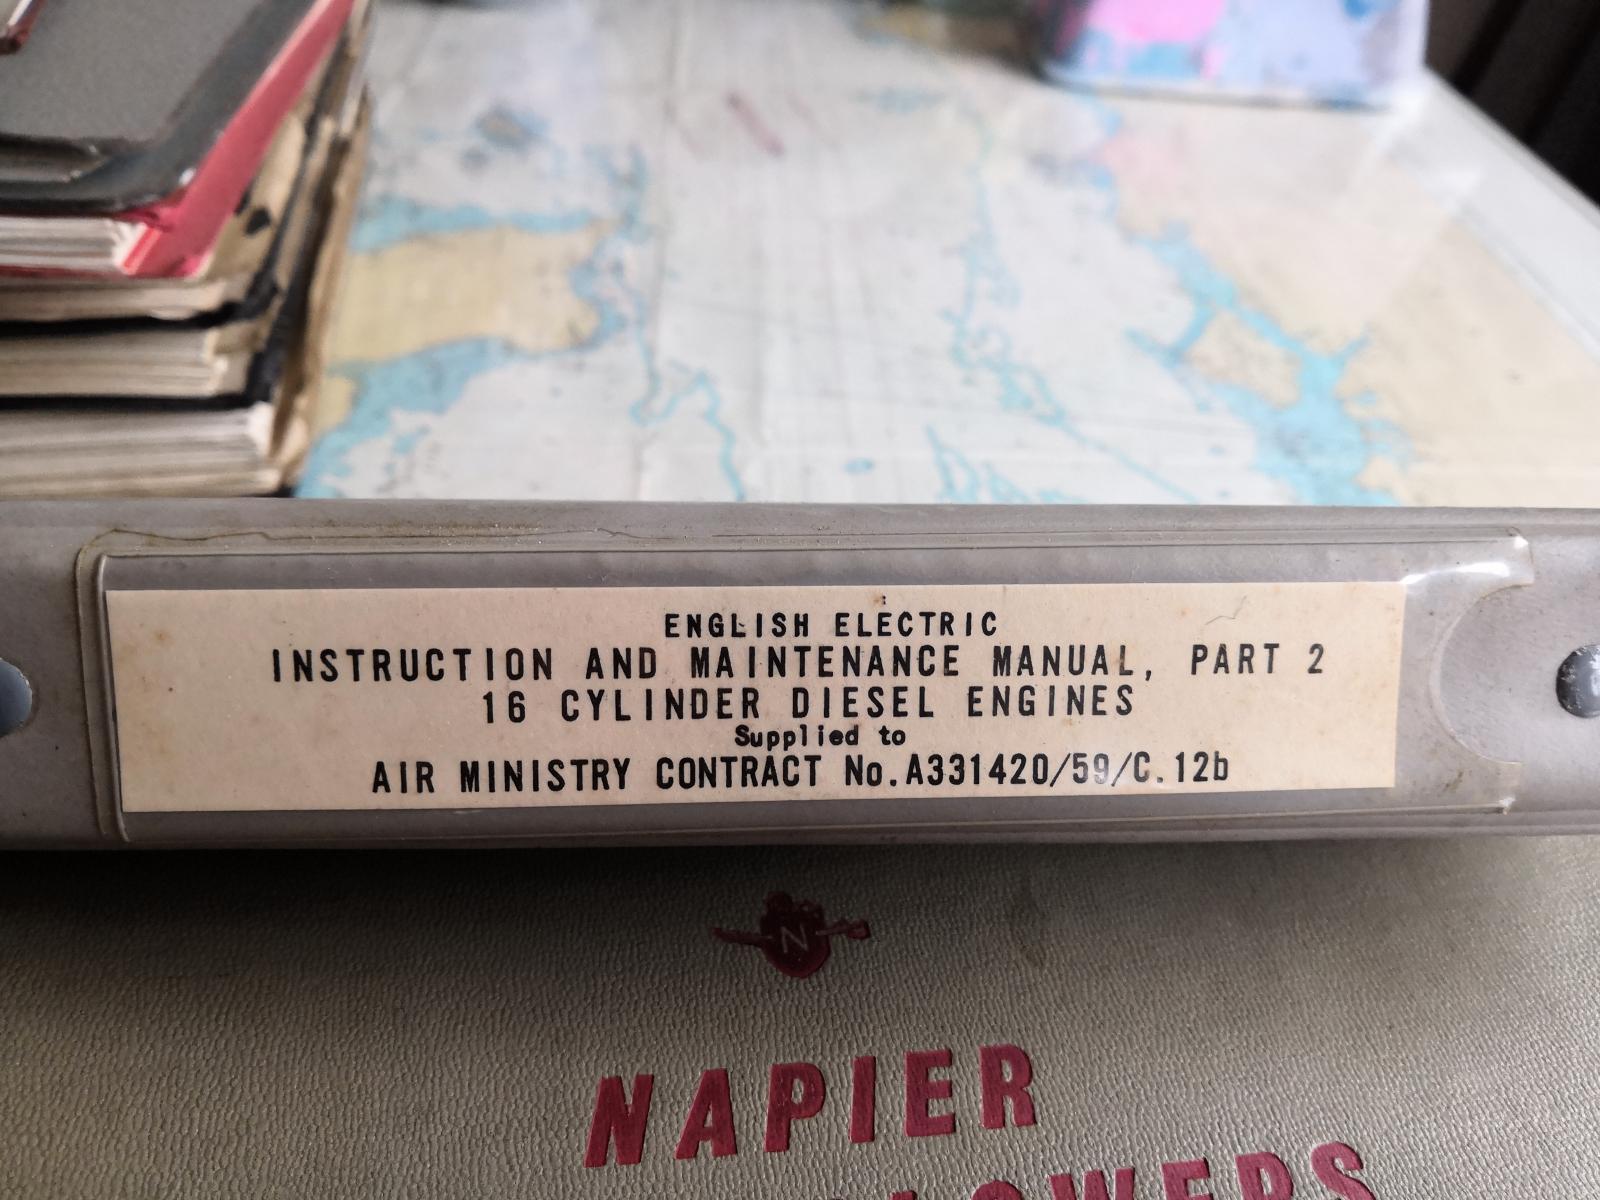 ENGLISH ELECTRIC
INSTRUCTION AND MAINTENANCE MANUAL, PART 2
16 CYLINDER DIESEL ENGINES
Supplied to
AIR MINISTRY CONTRACT No.A331420/59/C.12b
N
NAPIER